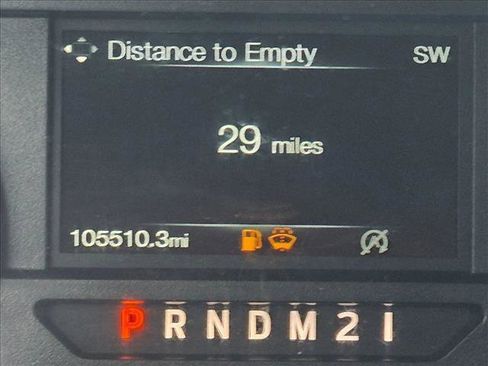 Distance to Empty SW
29 miles
105510.3mi
P R N D M 2 1